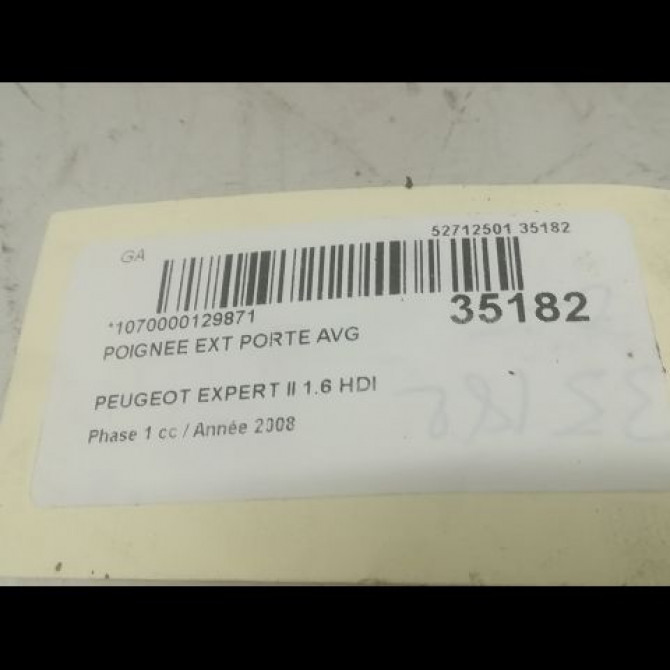 GA
52712501 35182
*1070000129871
35182
POIGNEE EXT PORTE AVG
PEUGEOT EXPERT II 1.6 HDI
Phase 1 cc / Année 2008